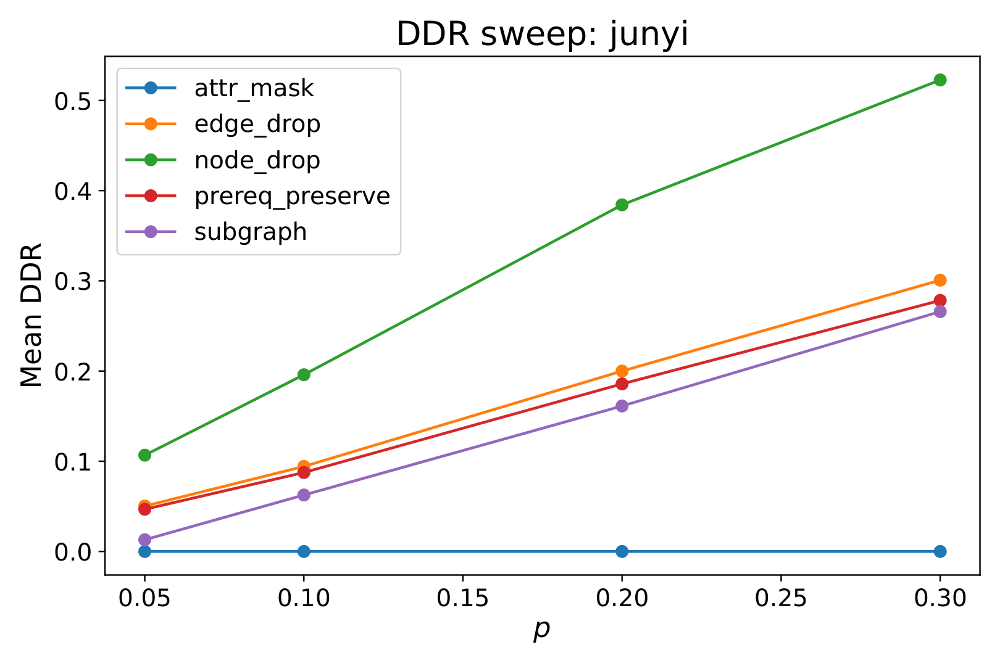 DDR sweep: junyi
attr_mask
edge_drop
node_drop
prereq_preserve
subgraph
Mean DDR
0.5
0.4
0.3
0.2
0.1
0.0
0.05 0.10 0.15 0.20 0.25 0.30
p